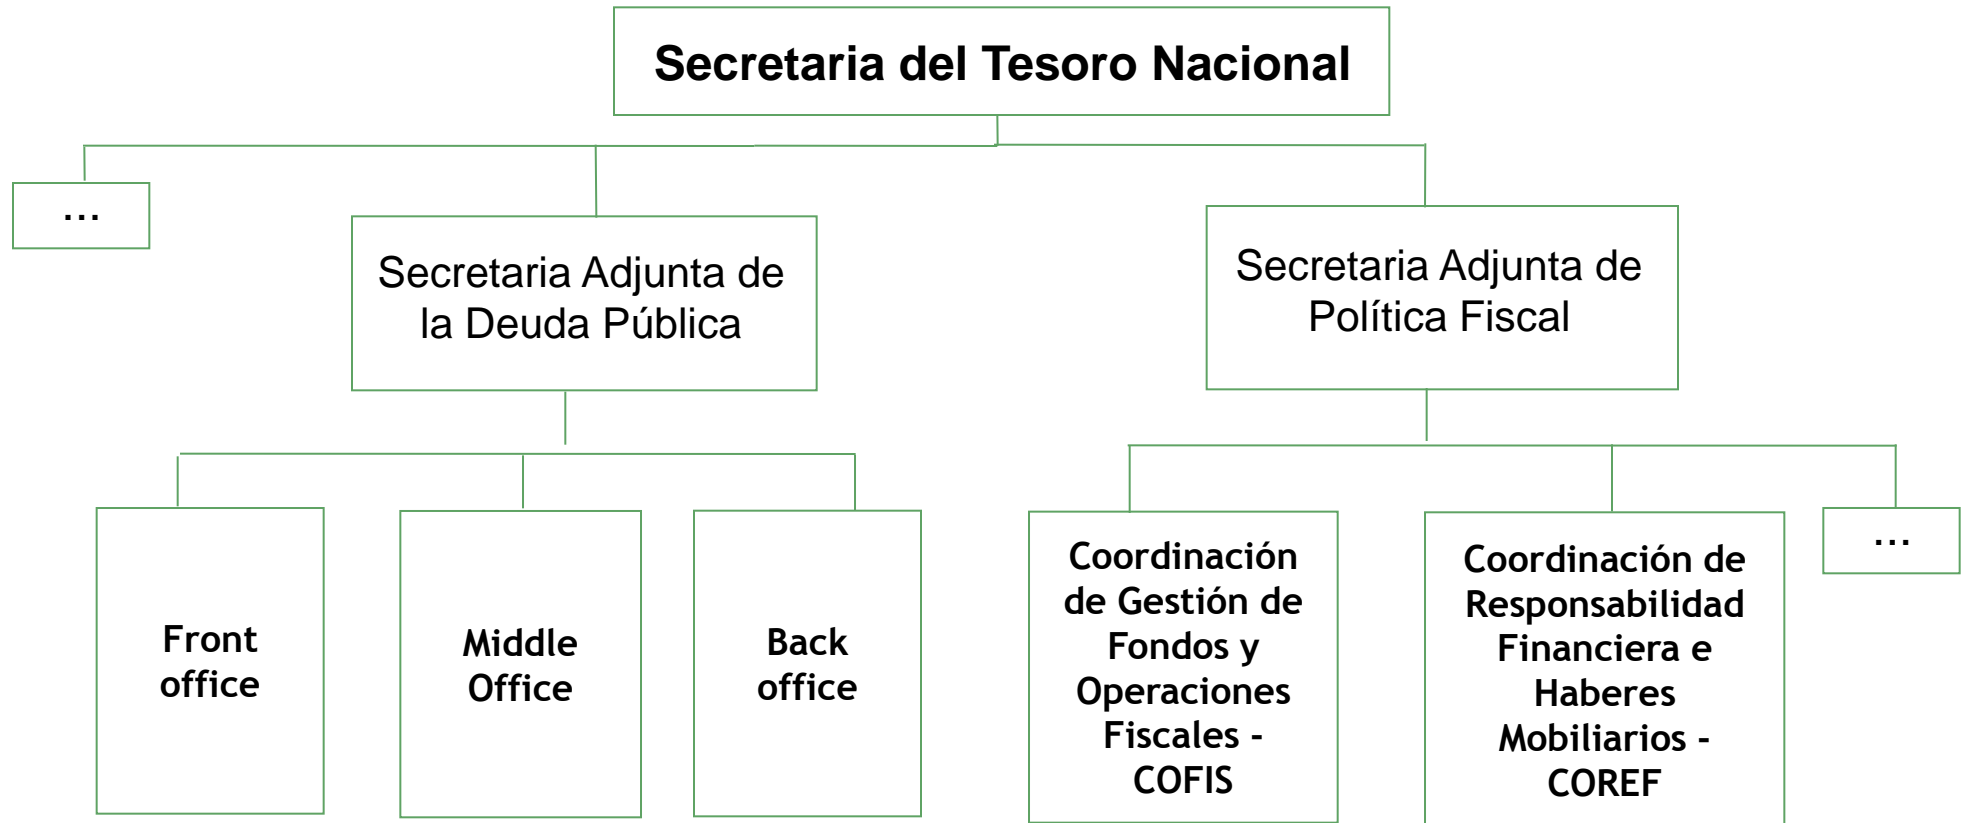 Secretaria del Tesoro Nacional
...
Secretaria Adjunta de
la Deuda Pública
Secretaria Adjunta de
Política Fiscal
Front
office
Middle
Office
Back
office
Coordinación
de Gestión de
Fondos y
Operaciones
Fiscales -
COFIS
Coordinación de
Responsabilidad
Financiera e
Haberes
Mobiliarios -
COREF
...